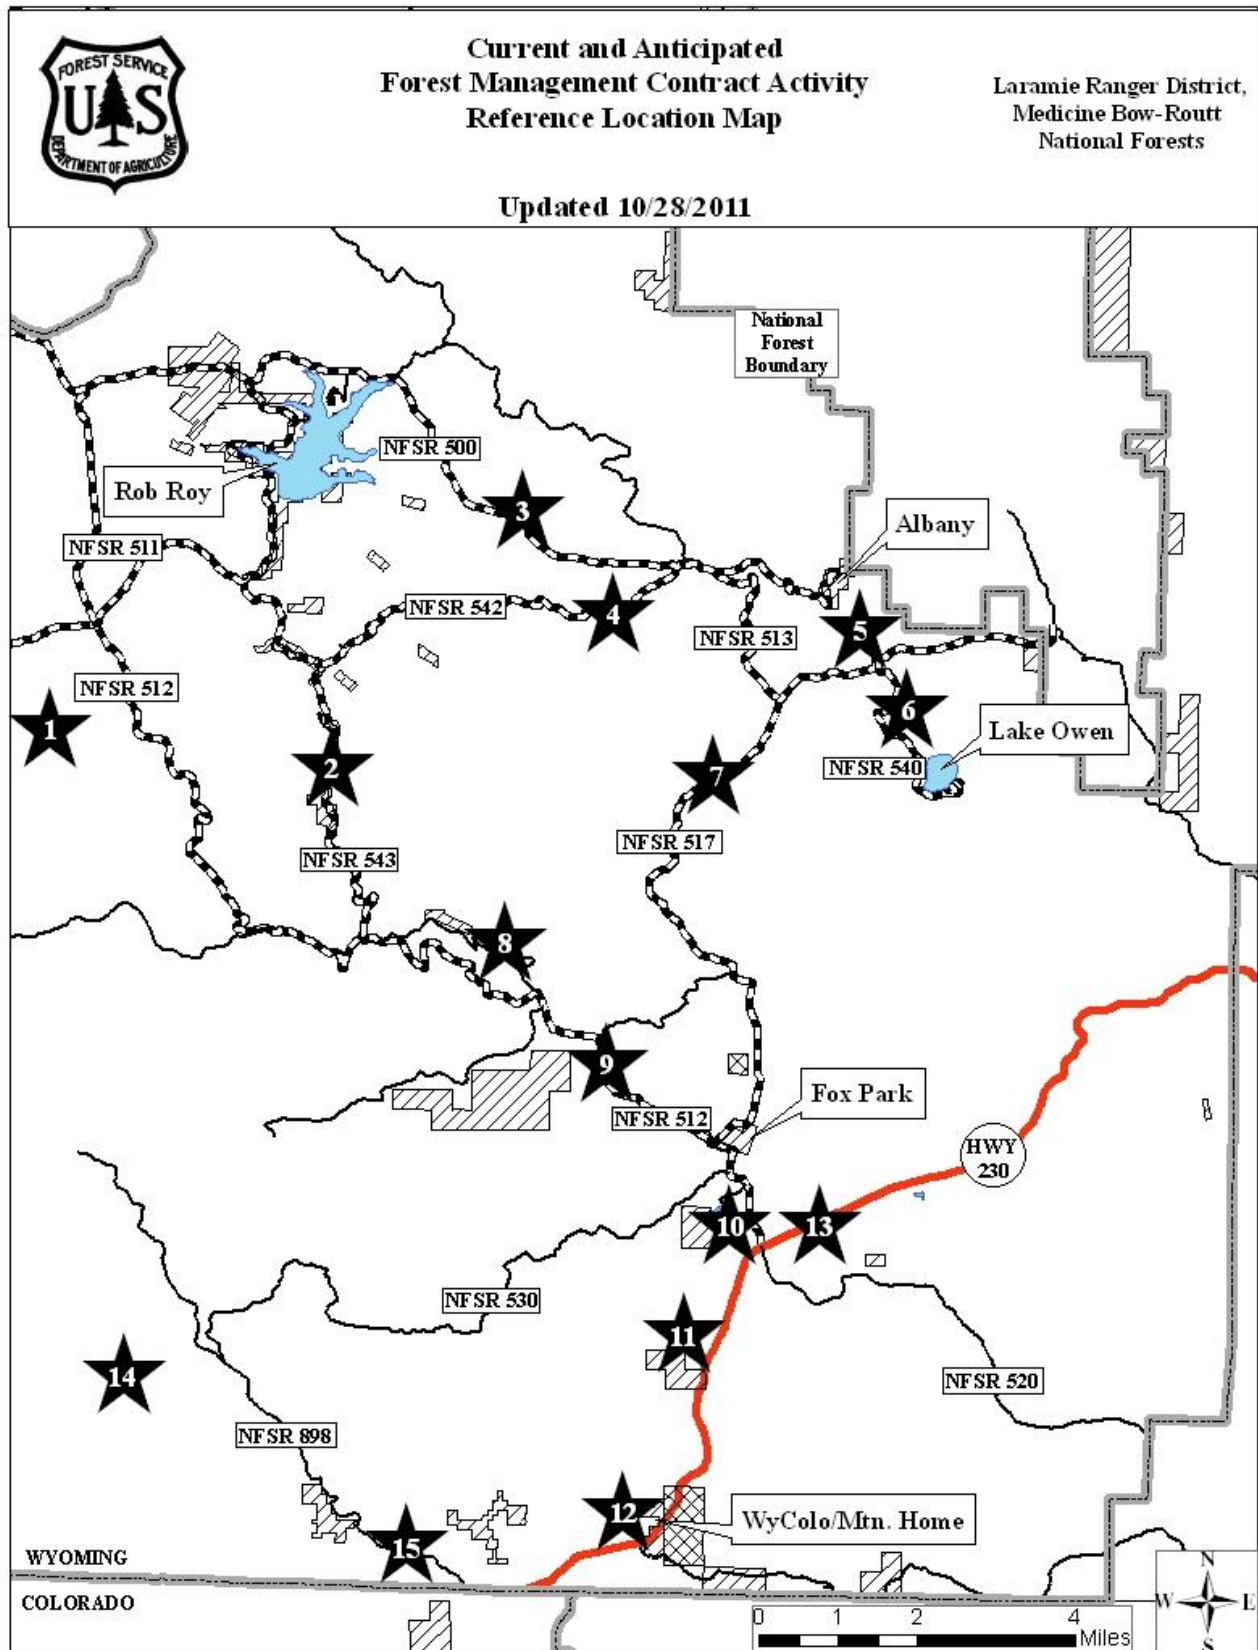 FOREST SERVICE
U S
DEPARTMENT OF AGRICULTURE
Current and Anticipated
Forest Management Contract Activity
Reference Location Map
Updated 10/28/2011
Laramie Ranger District,
Medicine Bow-Routt
National Forests
National
Forest
Boundary
NFSR 500
Rob Roy
3
Albany
NFSR 511
NFSR 542
4
NFSR 513
5
NFSR 512
1
6
Lake Owen
2
7
NFSR 540
NFSR 517
NFSR 543
8
9
Fox Park
NFSR 512
HWY
230
10
13
NFSR 530
11
14
NFSR 520
NFSR 898
12
WyColo/Mtn. Home
15
WYOMING
COLORADO
N
W E
S
0 1 2 4
Miles